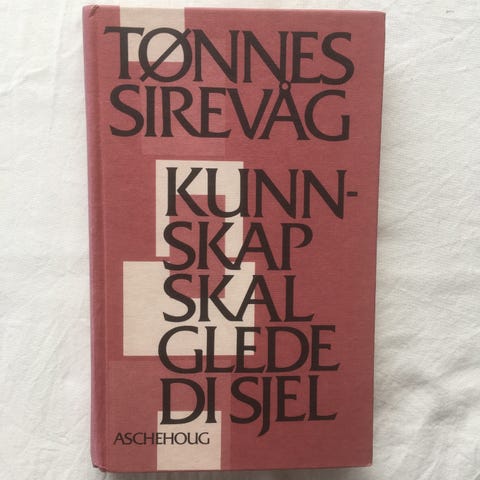 TØNNES
SIREVÅG
KUNN-
SKAP
SKAL
GLEDE
DI SJEL
ASCHEHOUG